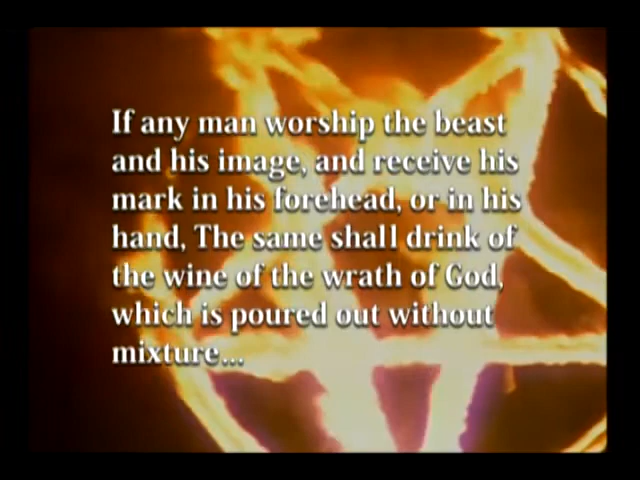 If any man worship the beast
and his image, and receive his
mark in his forehead, or in his
hand, The same shall drink of
the wine of the wrath of God,
which is poured out without
mixture...